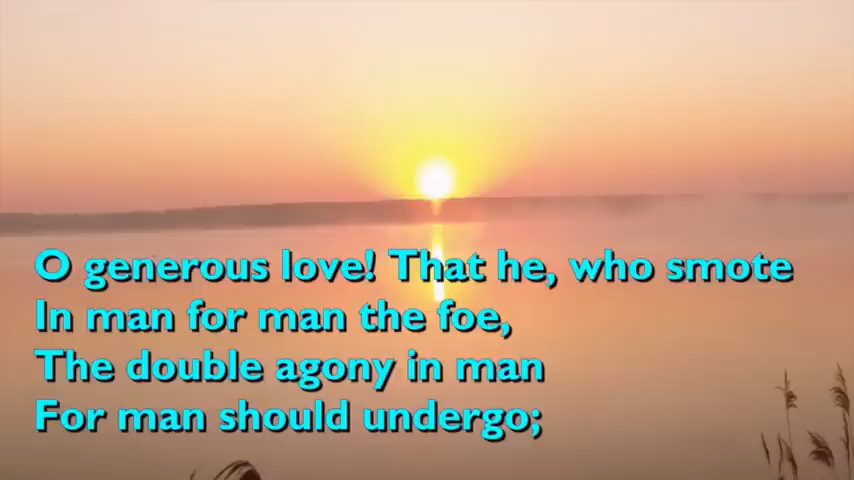 O generous love! That he, who smote
In man for man the foe,
The double agony in man
For man should undergo;